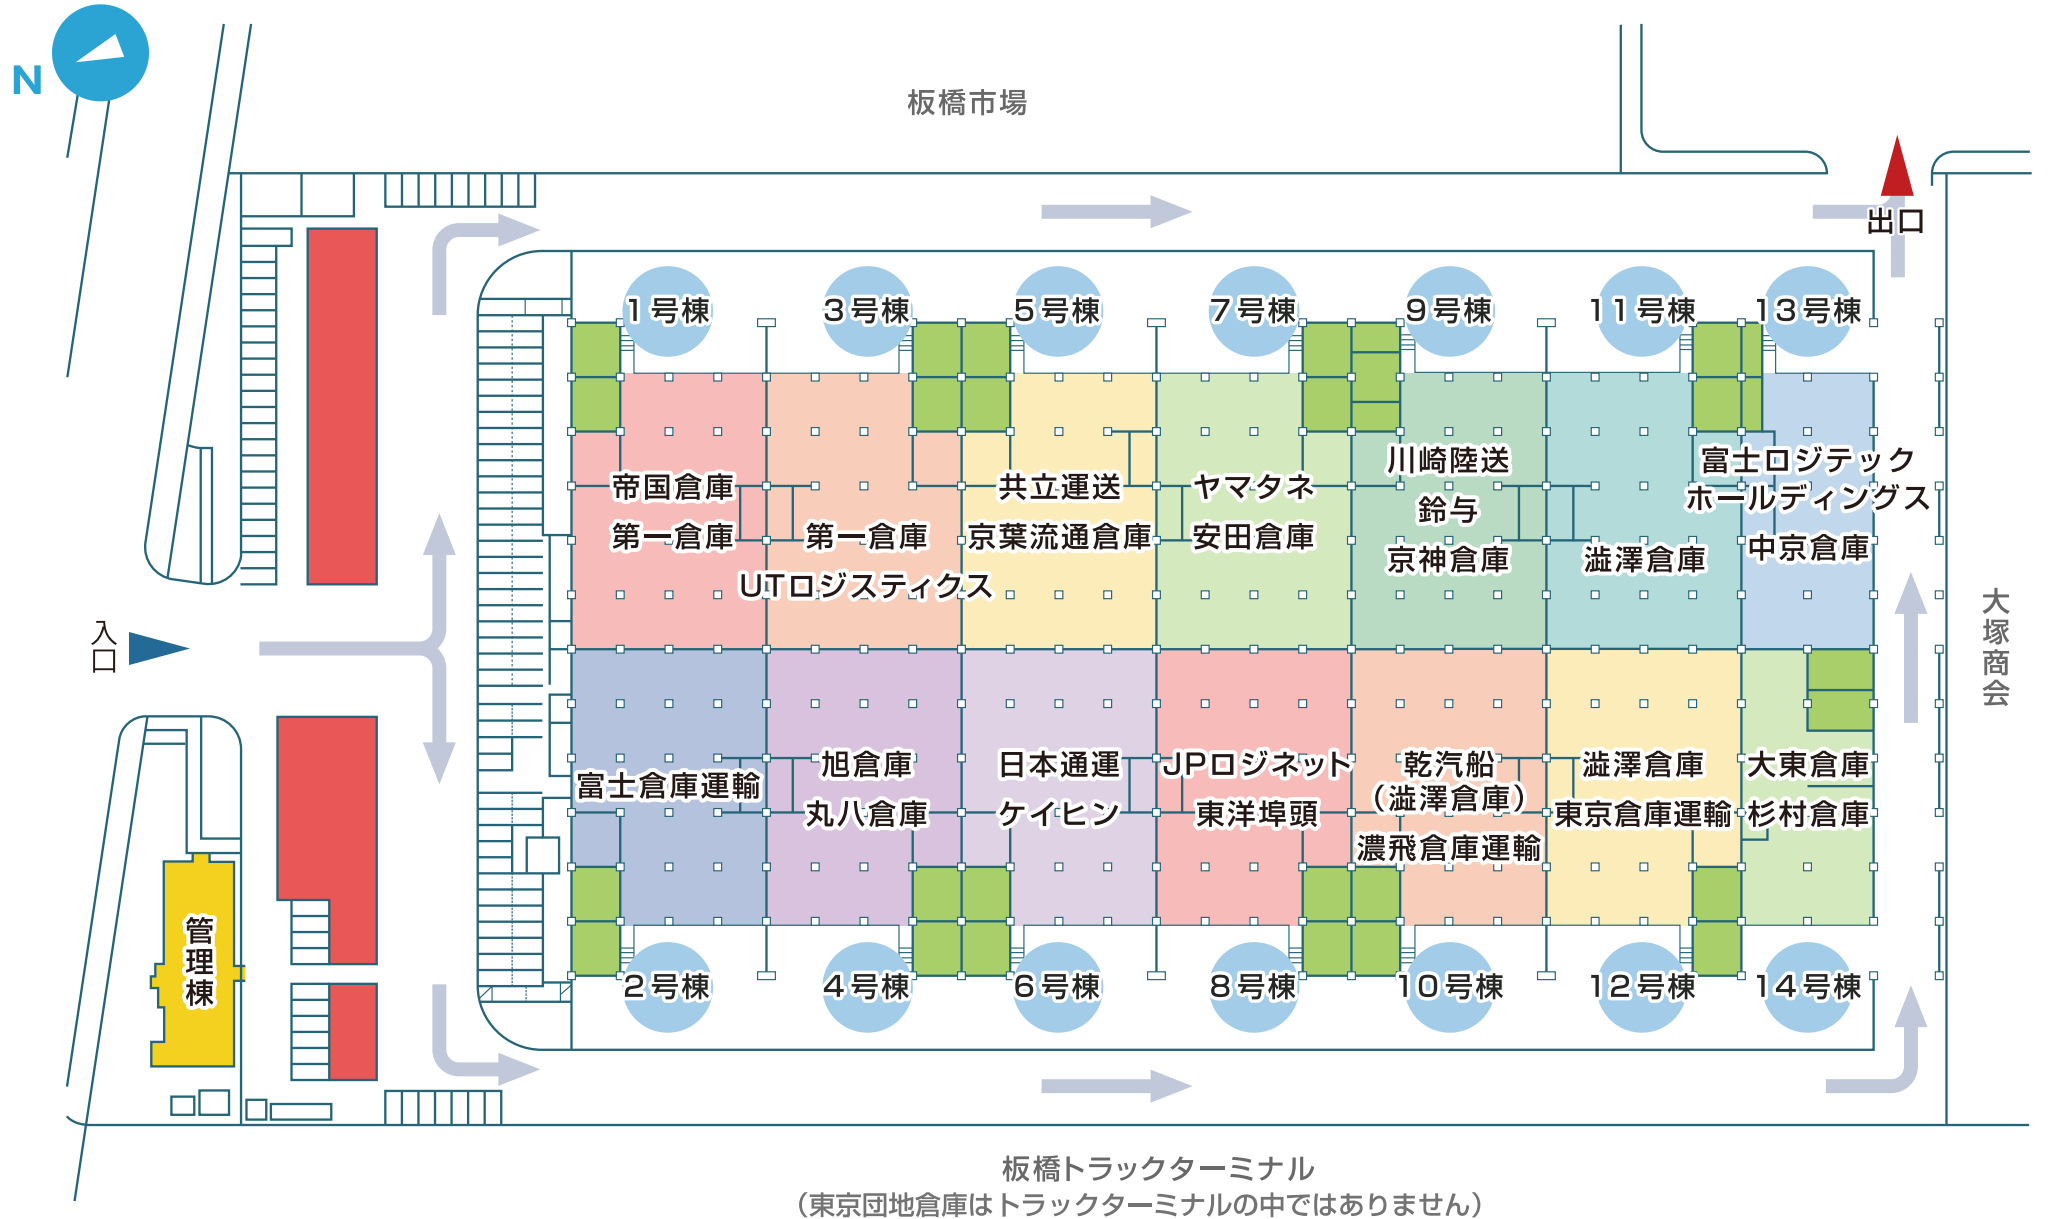 N
板橋市場
出口
1号棟
3号棟
5号棟
7号棟
9号棟
11号棟
13号棟
帝国倉庫
第一倉庫
第一倉庫
UTロジスティクス
共立運送
京葉流通倉庫
ヤマタネ
安田倉庫
川崎陸送
鈴与
京神倉庫
澁澤倉庫
富士ロジテック
ホールディングス
中京倉庫
入口
大塚商会
富士倉庫運輸
旭倉庫
丸八倉庫
日本通運
ケイヒン
JPロジネット
東洋埠頭
乾汽船
（澁澤倉庫）
濃飛倉庫運輸
澁澤倉庫
東京倉庫運輸
大東倉庫
杉村倉庫
管理棟
2号棟
4号棟
6号棟
8号棟
10号棟
12号棟
14号棟
板橋トラックターミナル
（東京団地倉庫はトラックターミナルの中ではありません）